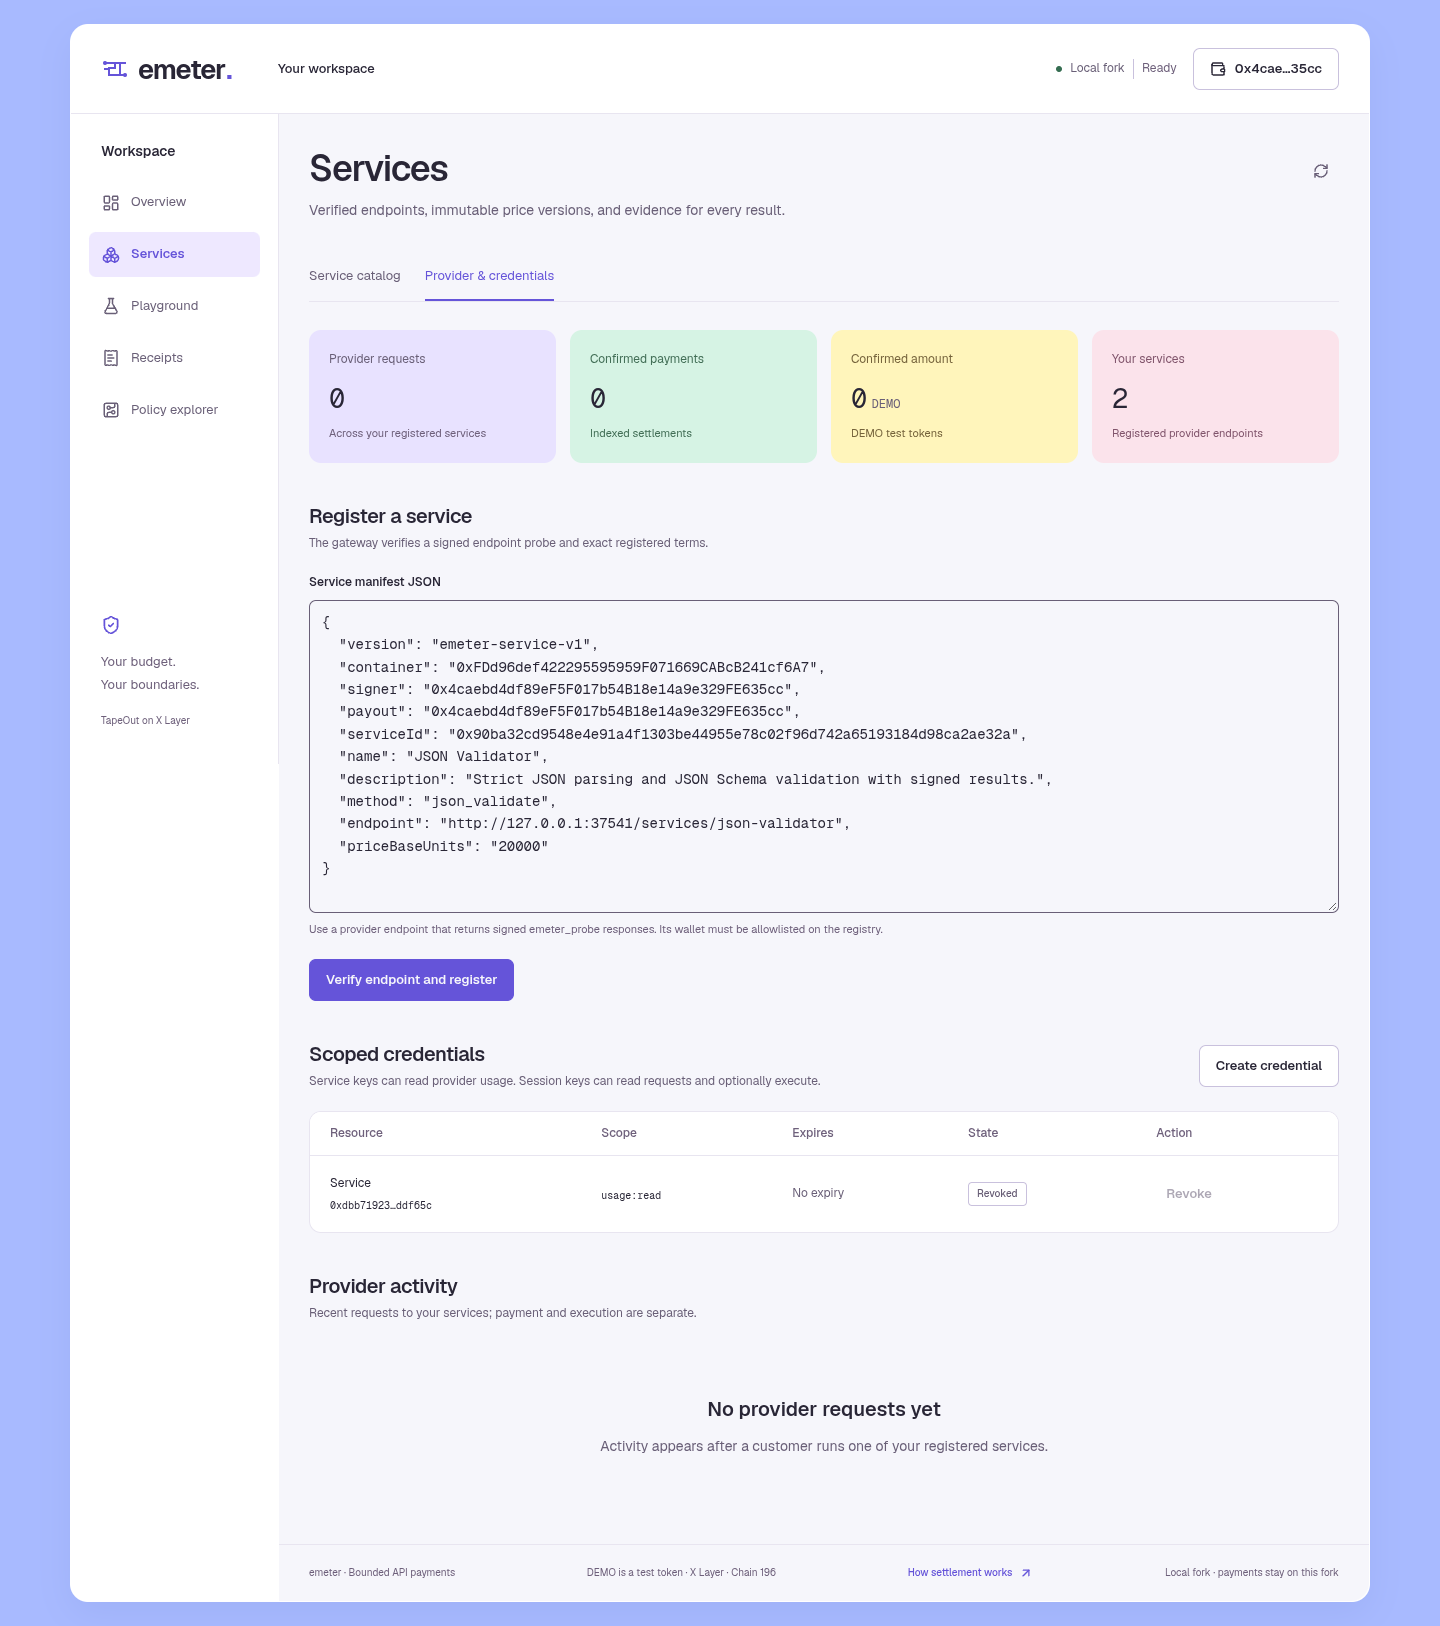 emeter.
Your workspace
Local fork
Ready
0x4cae...35cc
Workspace
Overview
Services
Playground
Receipts
Policy explorer
Your budget.
Your boundaries.
TapeOut on X Layer
Services
Verified endpoints, immutable price versions, and evidence for every result.
Service catalog
Provider & credentials
Provider requests
0
Across your registered services
Confirmed payments
0
Indexed settlements
Confirmed amount
0 DEMO
DEMO test tokens
Your services
2
Registered provider endpoints
Register a service
The gateway verifies a signed endpoint probe and exact registered terms.
Service manifest JSON
{
"version": "emeter-service-v1",
"container": "0xFDd96def422295595959F071669CABcB241cf6A7",
"signer": "0x4caebd4df89eF5F017b54B18e14a9e329FE635cc",
"payout": "0x4caebd4df89eF5F017b54B18e14a9e329FE635cc",
"serviceId": "0x90ba32cd9548e4e91a4f1303be44955e78c02f96d742a65193184d98ca2ae32a",
"name": "JSON Validator",
"description": "Strict JSON parsing and JSON Schema validation with signed results.",
"method": "json_validate",
"endpoint": "http://127.0.0.1:37541/services/json-validator",
"priceBaseUnits": "20000"
}
Use a provider endpoint that returns signed emeter_probe responses. Its wallet must be allowlisted on the registry.
Verify endpoint and register
Scoped credentials
Service keys can read provider usage. Session keys can read requests and optionally execute.
Create credential
Resource
Scope
Expires
State
Action
Service
0xdbb71923…ddf65c
usage:read
No expiry
Revoked
Revoke
Provider activity
Recent requests to your services; payment and execution are separate.
No provider requests yet
Activity appears after a customer runs one of your registered services.
emeter · Bounded API payments
DEMO is a test token · X Layer · Chain 196
How settlement works
Local fork · payments stay on this fork